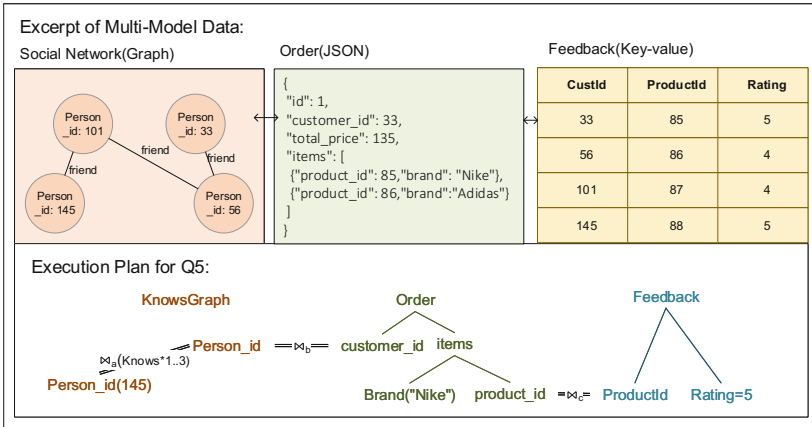 Excerpt of Multi-Model Data:
Social Network(Graph)
Order(JSON)
Feedback(Key-value)
Person
_id: 101
Person
_id: 33
friend
friend
friend
Person
_id: 145
Person
_id: 56
{
"id": 1,
"customer_id": 33,
"total_price": 135,
"items": [
{"product_id": 85,"brand": "Nike"},
{"product_id": 86,"brand":"Adidas"}
]
}
CustId ProductId Rating
33 85 5
56 86 4
101 87 4
145 88 5
Execution Plan for Q5:
KnowsGraph
Person_id
⋈a(Knows*1..3)
Person_id(145)
=⋈b=
Order
customer_id items
Brand("Nike") product_id
=⋈c=
Feedback
ProductId Rating=5